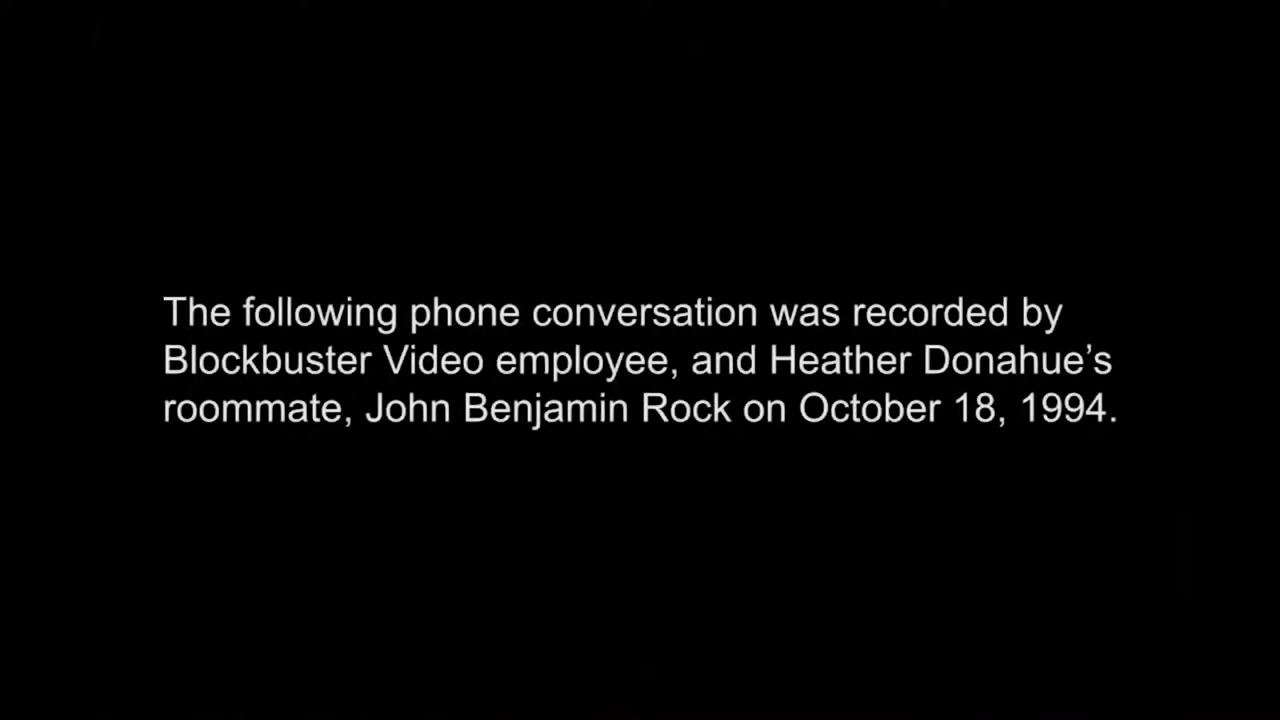 The following phone conversation was recorded by
Blockbuster Video employee, and Heather Donahue’s
roommate, John Benjamin Rock on October 18, 1994.